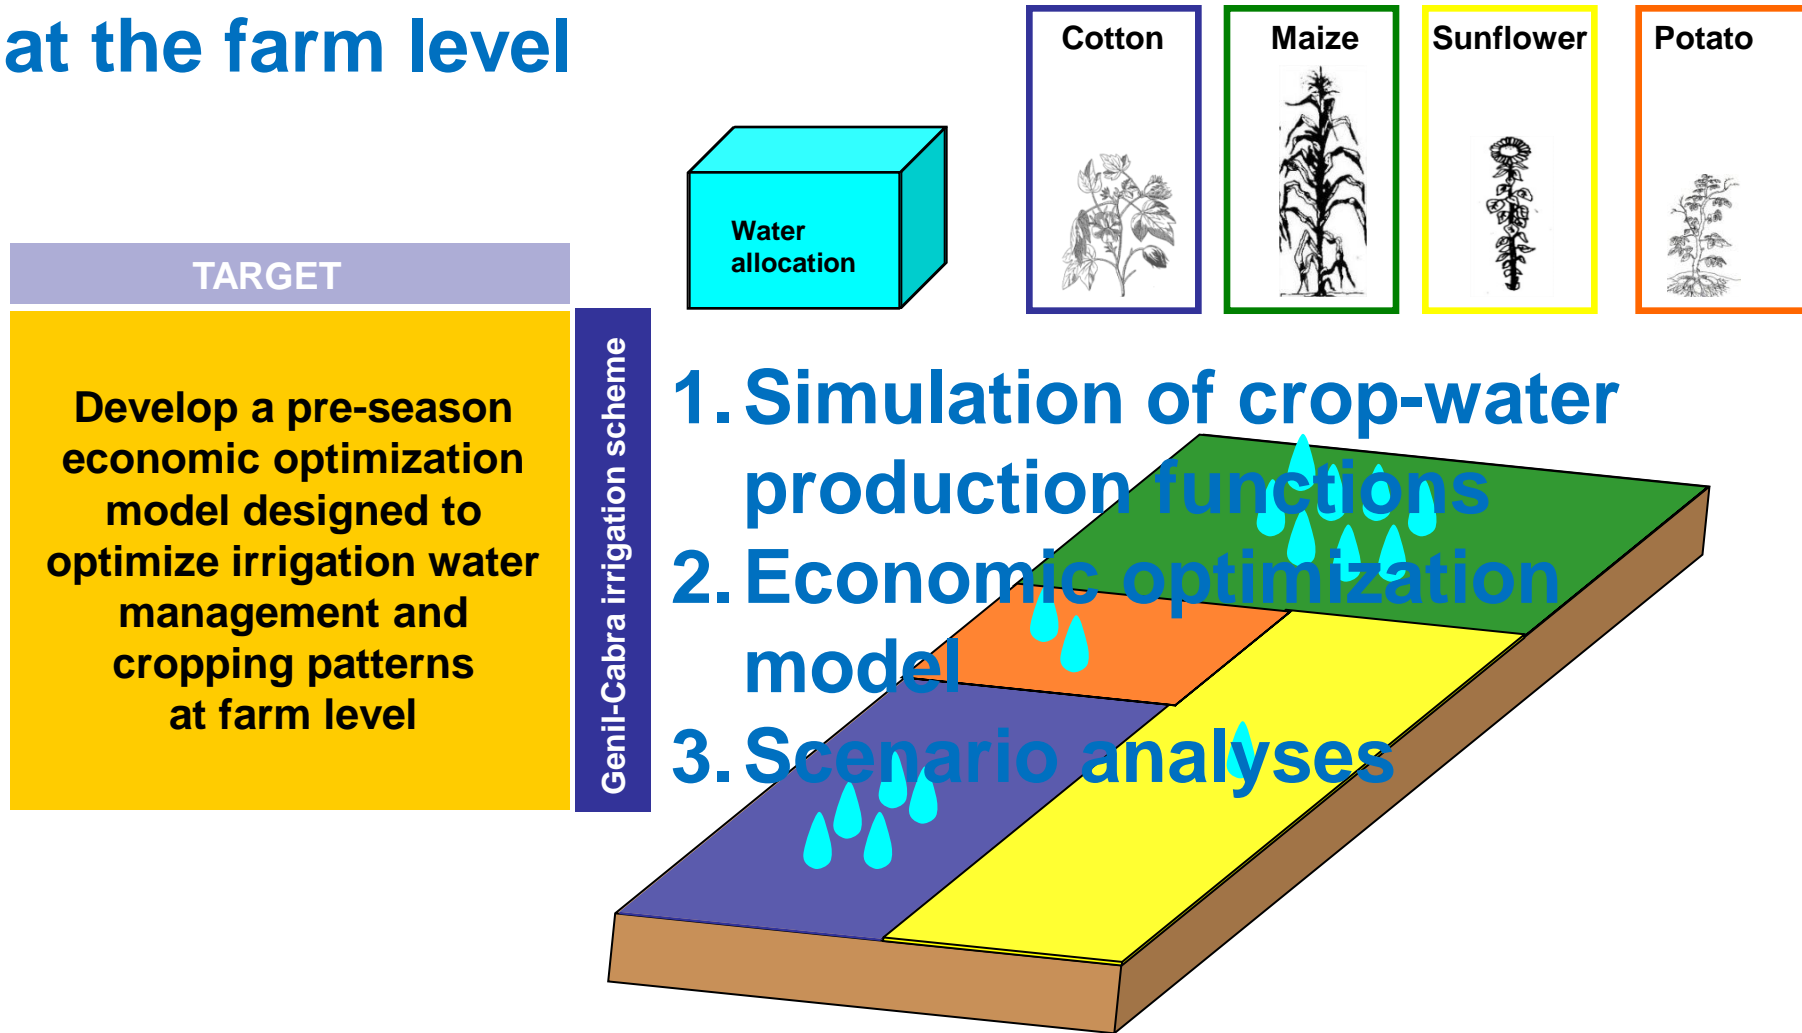 at the farm level
Cotton
Maize
Sunflower
Potato
Water
allocation
TARGET
Develop a pre-season
economic optimization
model designed to
optimize irrigation water
management and
cropping patterns
at farm level
Genil-Cabra irrigation scheme
1. Simulation of crop-water
production functions
2. Economic optimization
model
3. Scenario analyses